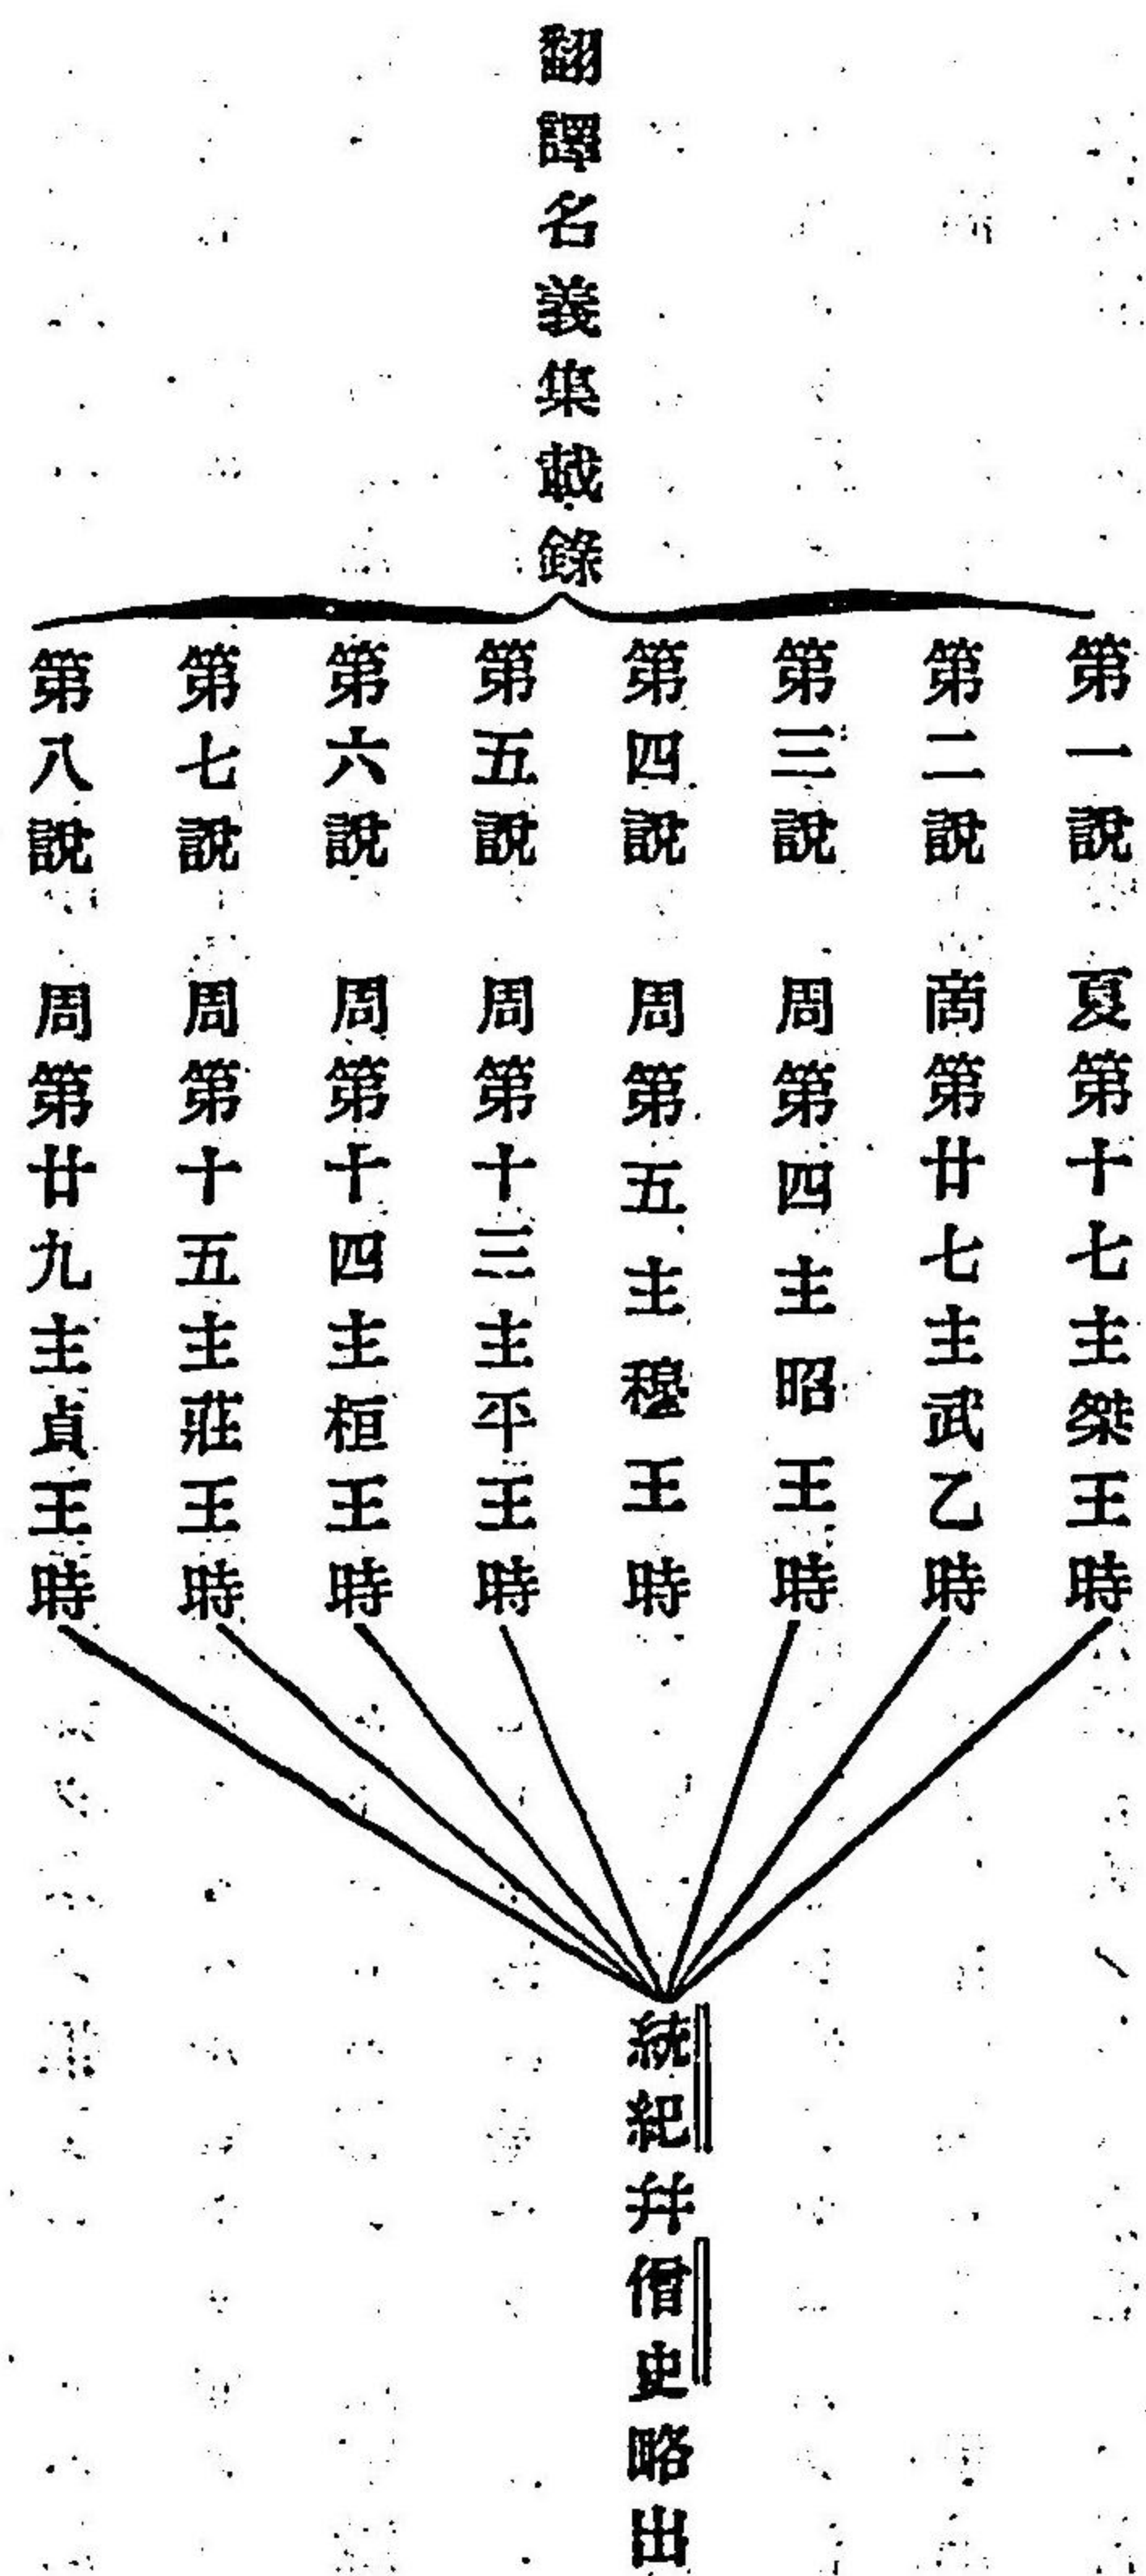 翻譯名義集載錄
第一說 夏第十七主桀王時
第二說 商第廿七主武乙時
第三說 周第四主昭王時
第四說 周第五主穆王時
第五說 周第十三主平王時
第六說 周第十四主桓王時
第七說 周第十五主莊王時
第八說 周第廿九主貞王時
統紀幷僧史略出